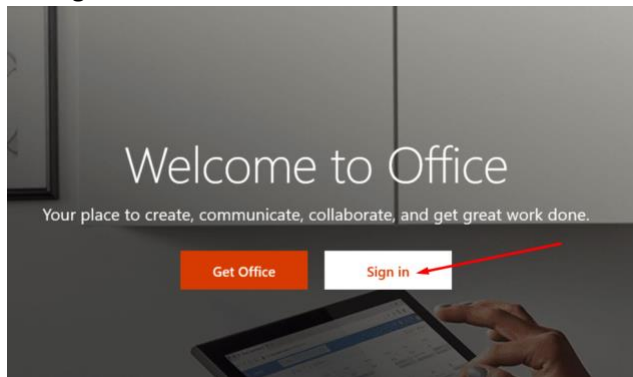 Welcome to Office
Your place to create, communicate, collaborate, and get great work done.
Get Office
Sign in